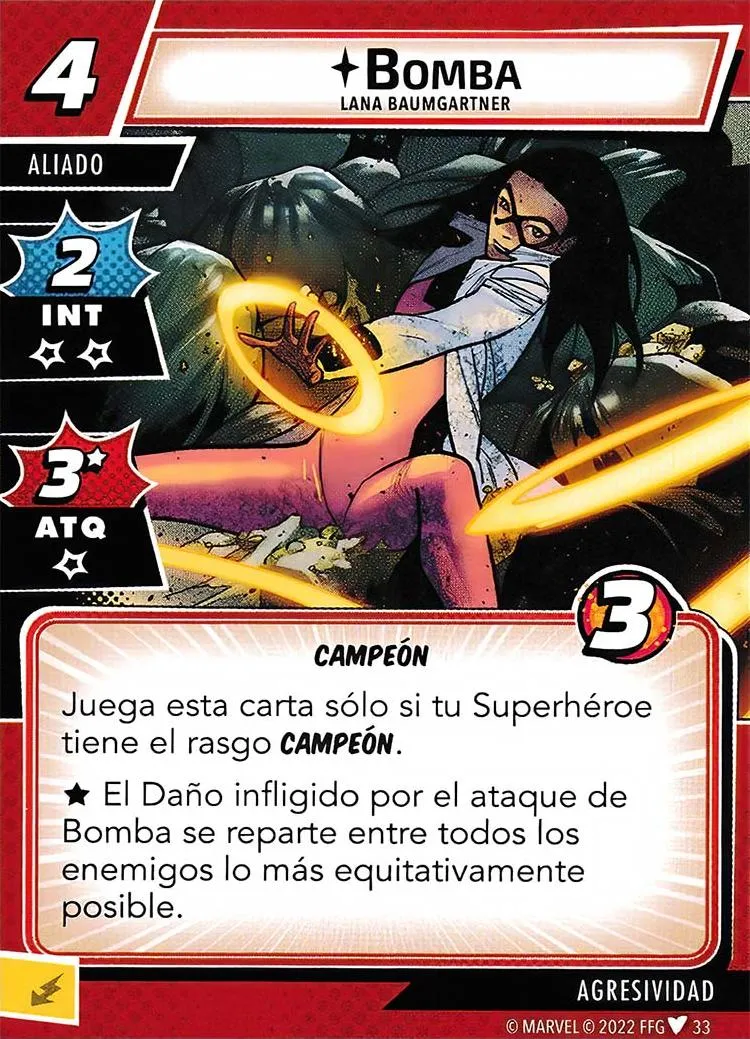 4
BOMBA
LANA BAUMGARTNER
ALIADO
2
INT
3★
ATQ
3
CAMPEÓN
Juega esta carta sólo si tu Superhéroe
tiene el rasgo CAMPEÓN.
★ El Daño infligido por el ataque de
Bomba se reparte entre todos los
enemigos lo más equitativamente
posible.
AGRESIVIDAD
© MARVEL © 2022 FFG 33